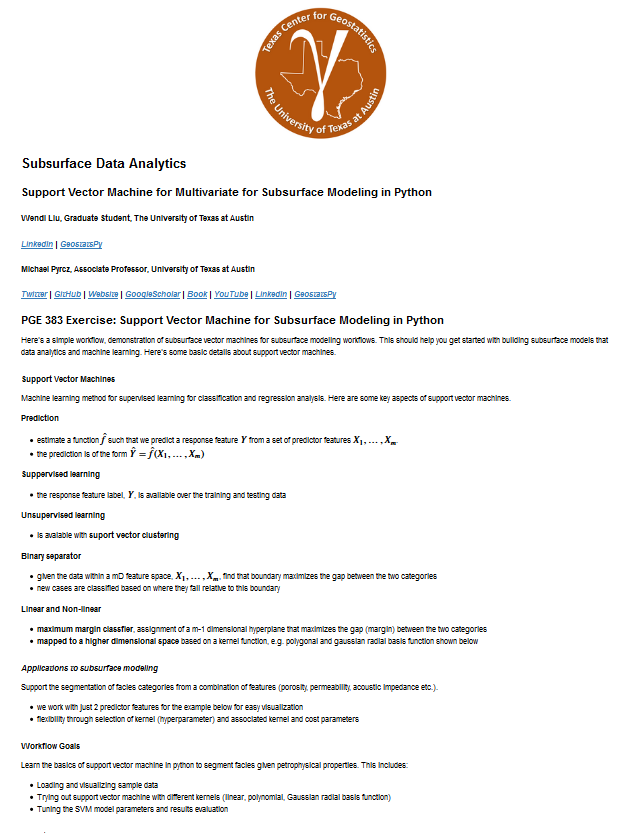 Texas Center for Geostatistics
γ
The University of Texas at Austin
Subsurface Data Analytics
Support Vector Machine for Multivariate for Subsurface Modeling in Python
Wendi Liu, Graduate Student, The University of Texas at Austin
LinkedIn | GeostatsPy
Michael Pyrcz, Associate Professor, University of Texas at Austin
Twitter | GitHub | Website | GoogleScholar | Book | YouTube | LinkedIn | GeostatsPy
PGE 383 Exercise: Support Vector Machine for Subsurface Modeling in Python
Here's a simple workflow, demonstration of subsurface vector machines for subsurface modeling workflows. This should help you get started with building subsurface models that
data analytics and machine learning. Here's some basic details about support vector machines.
Support Vector Machines
Machine learning method for supervised learning for classification and regression analysis. Here are some key aspects of support vector machines.
Prediction
• estimate a function f̂ such that we predict a response feature Y from a set of predictor features X₁, … , Xₘ.
• the prediction is of the form Ŷ = f̂(X₁, … , Xₘ)
Suppervised learning
• the response feature label, Y, is available over the training and testing data
Unsupervised learning
• is avalable with suport vector clustering
Binary separator
• given the data within a mD feature space, X₁, … , Xₘ, find that boundary maximizes the gap between the two categories
• new cases are classified based on where they fall relative to this boundary
Linear and Non-linear
• maximum margin classfier, assignment of a m-1 dimensional hyperplane that maximizes the gap (margin) between the two categories
• mapped to a higher dimensional space based on a kernel function, e.g. polygonal and gaussian radial basis function shown below
Applications to subsurface modeling
Support the segmentation of facies categories from a combination of features (porosity, permeability, acoustic impedance etc.).
• we work with just 2 predictor features for the example below for easy visualization
• flexibility through selection of kernel (hyperparameter) and associated kernel and cost parameters
Workflow Goals
Learn the basics of support vector machine in python to segment facies given petrophysical properties. This includes:
• Loading and visualizing sample data
• Trying out support vector machine with different kernels (linear, polynomial, Gaussian radial basis function)
• Tuning the SVM model parameters and results evaluation